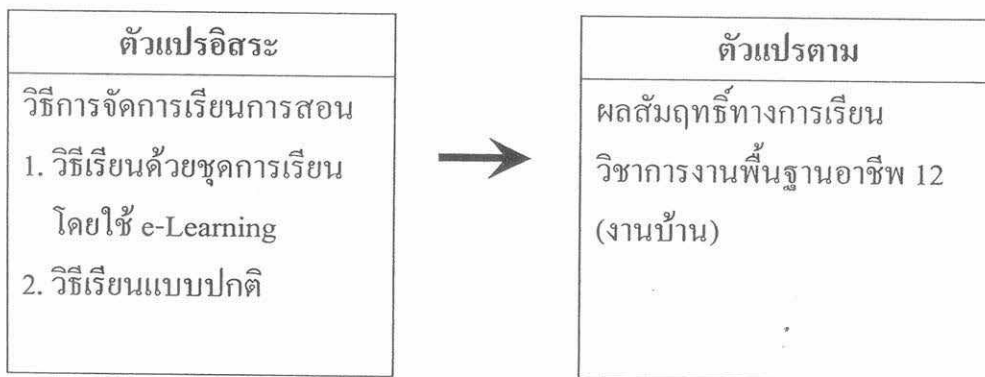 ตัวแปรอิสระ
วิธีการจัดการเรียนการสอน
1. วิธีเรียนด้วยชุดการเรียน
โดยใช้ e-Learning
2. วิธีเรียนแบบปกติ
ตัวแปรตาม
ผลสัมฤทธิ์ทางการเรียน
วิชาการงานพื้นฐานอาชีพ 12
(งานบ้าน)